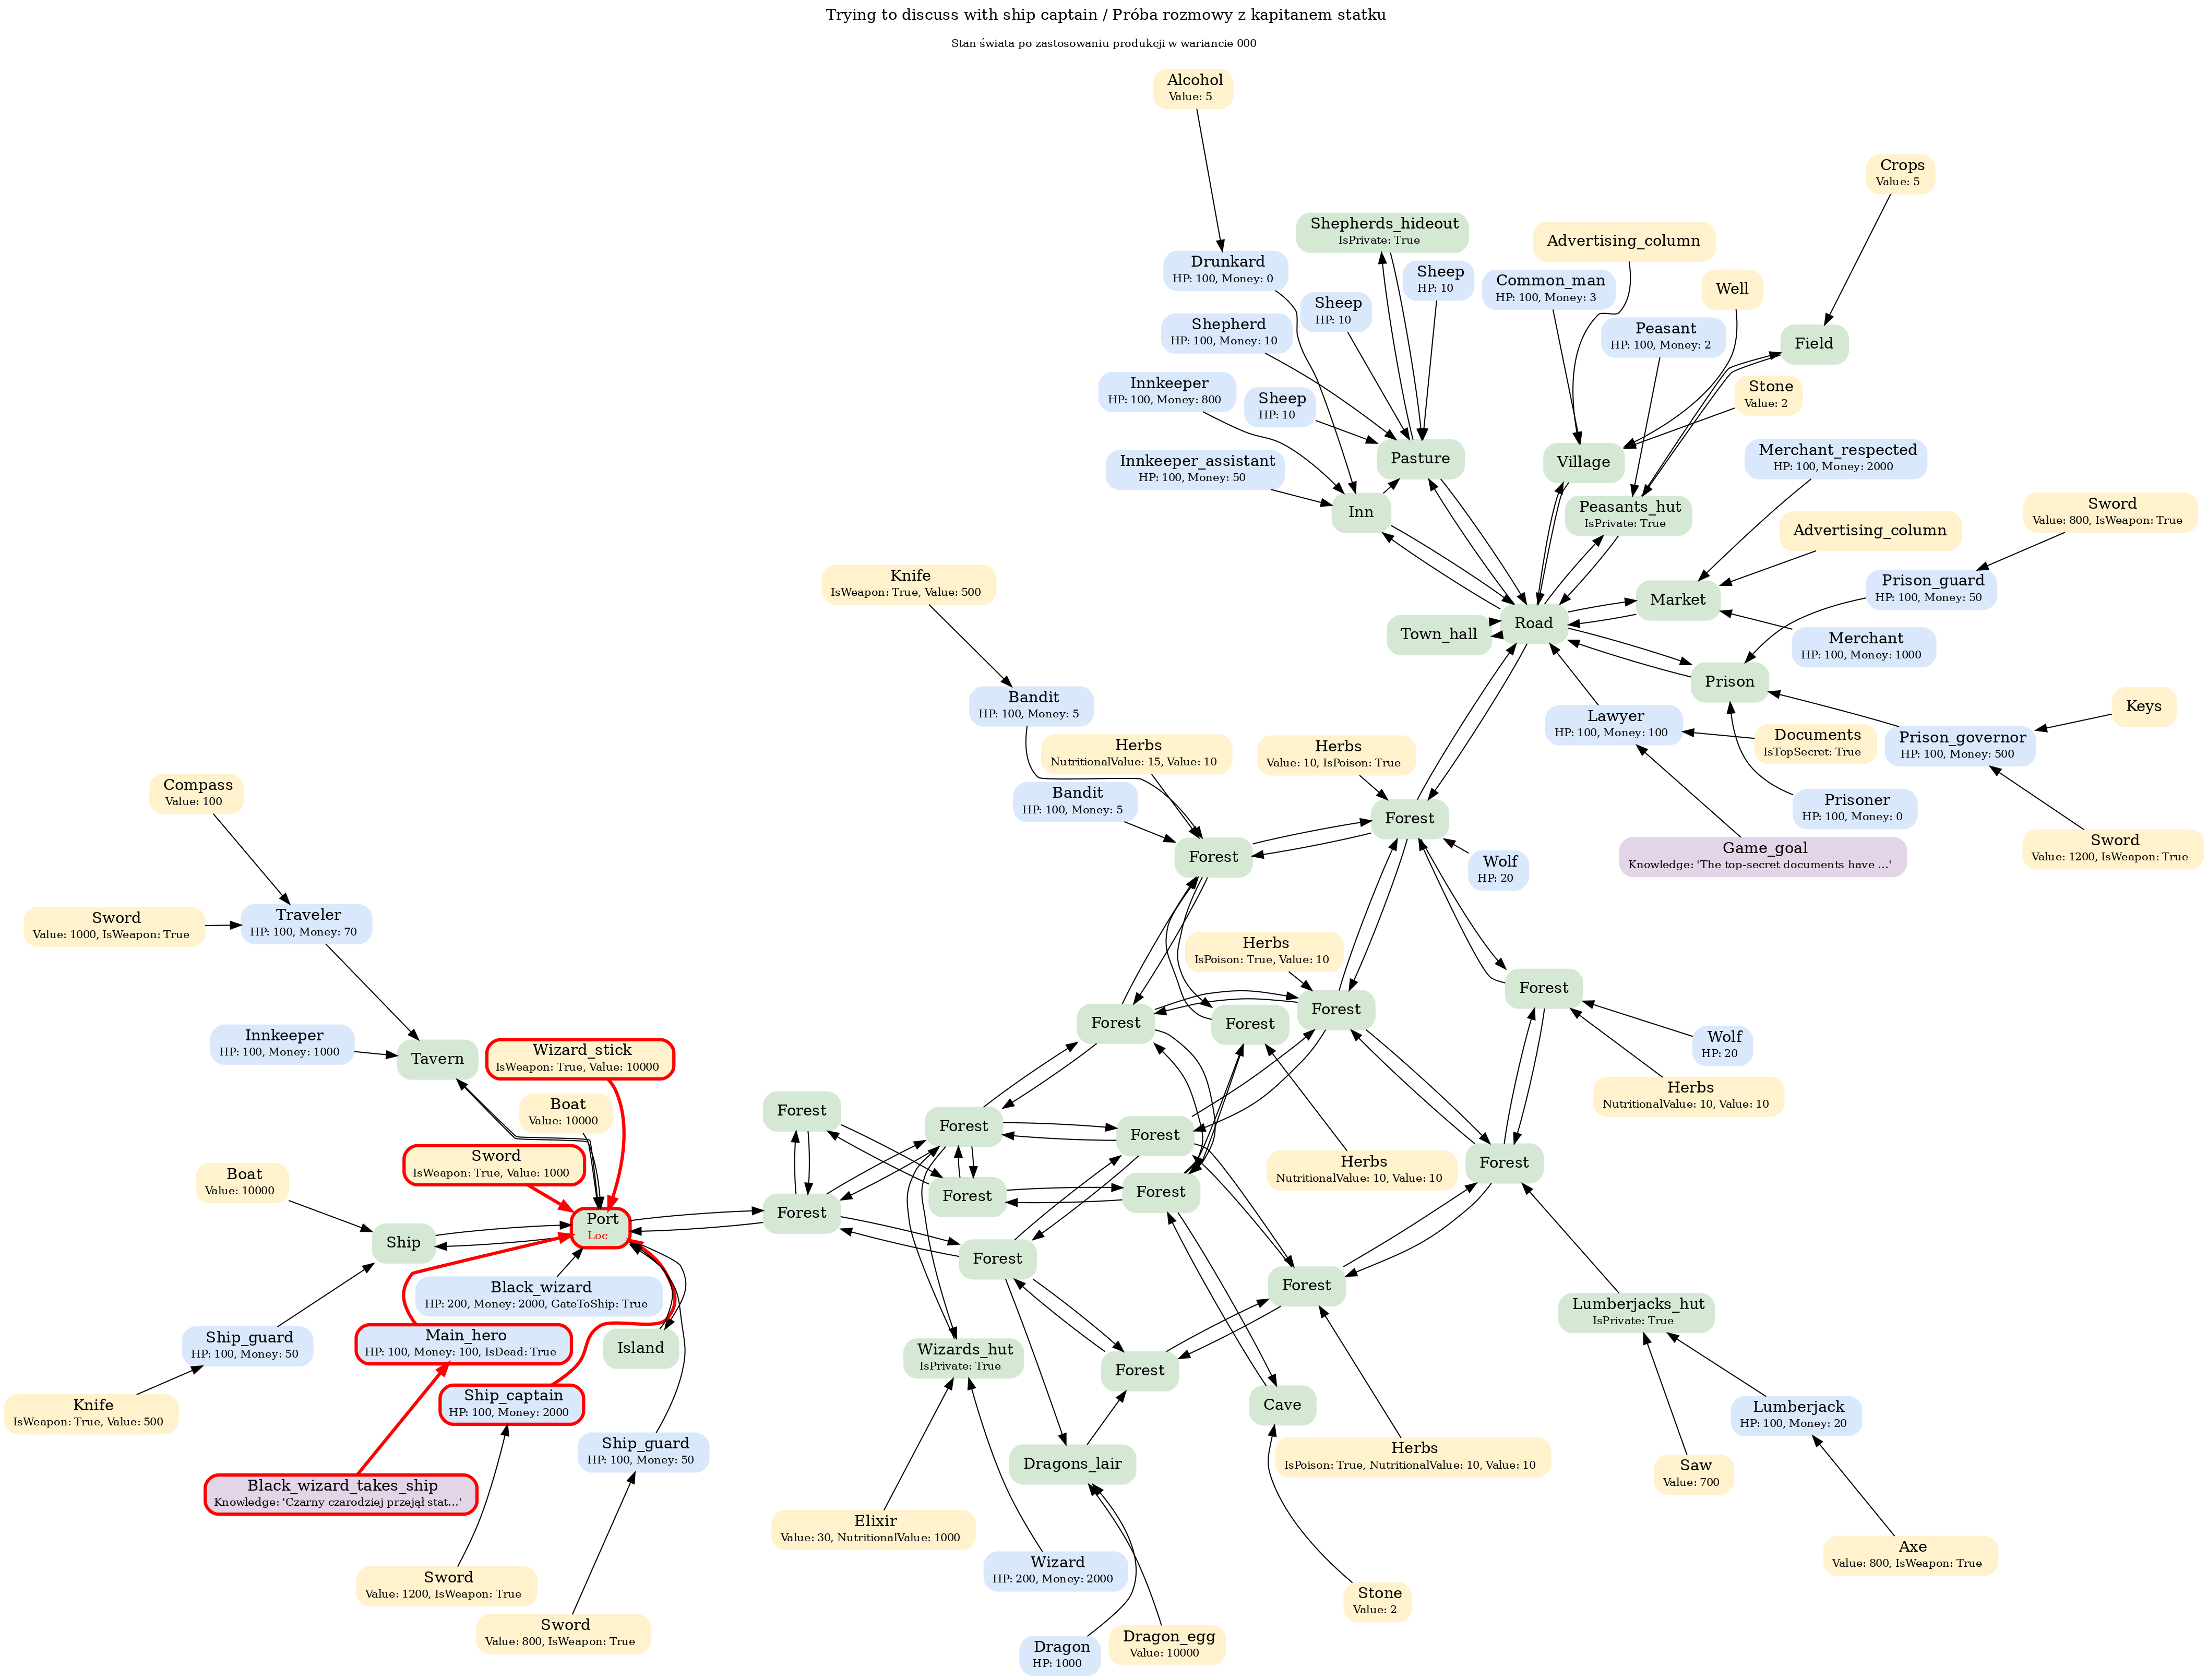 Trying to discuss with ship captain / Próba rozmowy z kapitanem statku
Stan świata po zastosowaniu produkcji w wariancie 000
Alcohol
Value: 5
Crops
Value: 5
Shepherds_hideout
IsPrivate: True
Advertising_column
Drunkard
HP: 100, Money: 0
Sheep
HP: 10
Common_man
HP: 100, Money: 3
Well
Sheep
HP: 10
Shepherd
HP: 100, Money: 10
Peasant
HP: 100, Money: 2
Field
Innkeeper
HP: 100, Money: 800
Sheep
HP: 10
Stone
Value: 2
Pasture
Village
Merchant_respected
HP: 100, Money: 2000
Innkeeper_assistant
HP: 100, Money: 50
Inn
Peasants_hut
IsPrivate: True
Sword
Value: 800, IsWeapon: True
Advertising_column
Knife
IsWeapon: True, Value: 500
Prison_guard
HP: 100, Money: 50
Market
Road
Town_hall
Merchant
HP: 100, Money: 1000
Prison
Bandit
HP: 100, Money: 5
Keys
Lawyer
HP: 100, Money: 100
Documents
IsTopSecret: True
Prison_governor
HP: 100, Money: 500
Herbs
NutritionalValue: 15, Value: 10
Herbs
Value: 10, IsPoison: True
Compass
Value: 100
Bandit
HP: 100, Money: 5
Prisoner
HP: 100, Money: 0
Forest
Forest
Game_goal
Knowledge: 'The top-secret documents have ...'
Sword
Value: 1200, IsWeapon: True
Wolf
HP: 20
Sword
Value: 1000, IsWeapon: True
Traveler
HP: 100, Money: 70
Herbs
IsPoison: True, Value: 10
Forest
Forest
Forest
Forest
Innkeeper
HP: 100, Money: 1000
Tavern
Wizard_stick
IsWeapon: True, Value: 10000
Wolf
HP: 20
Herbs
NutritionalValue: 10, Value: 10
Boat
Value: 10000
Forest
Forest
Forest
Sword
IsWeapon: True, Value: 1000
Herbs
NutritionalValue: 10, Value: 10
Forest
Boat
Value: 10000
Forest
Forest
Port
Loc
Forest
Ship
Forest
Forest
Black_wizard
HP: 200, Money: 2000, GateToShip: True
Lumberjacks_hut
IsPrivate: True
Ship_guard
HP: 100, Money: 50
Main_hero
HP: 100, Money: 100, IsDead: True
Island
Wizards_hut
IsPrivate: True
Forest
Ship_captain
HP: 100, Money: 2000
Cave
Knife
IsWeapon: True, Value: 500
Lumberjack
HP: 100, Money: 20
Ship_guard
HP: 100, Money: 50
Dragons_lair
Herbs
IsPoison: True, NutritionalValue: 10, Value: 10
Saw
Value: 700
Black_wizard_takes_ship
Knowledge: 'Czarny czarodziej przejął stat...'
Elixir
Value: 30, NutritionalValue: 1000
Axe
Value: 800, IsWeapon: True
Wizard
HP: 200, Money: 2000
Sword
Value: 1200, IsWeapon: True
Stone
Value: 2
Sword
Value: 800, IsWeapon: True
Dragon
HP: 1000
Dragon_egg
Value: 10000